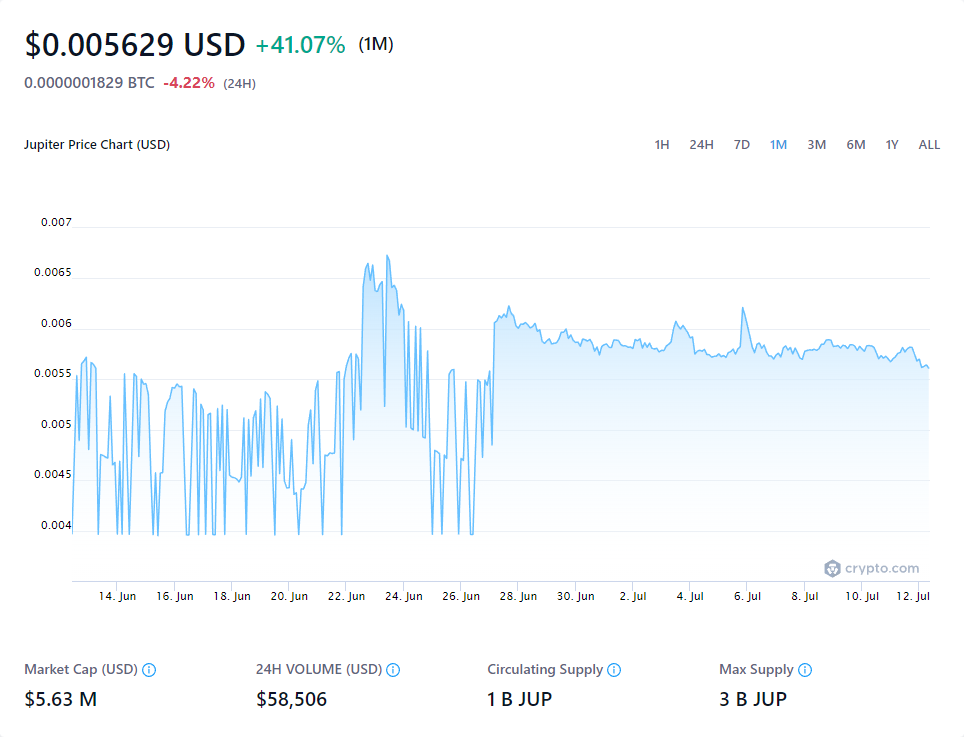 $0.005629 USD +41.07% (1M)
0.0000001829 BTC -4.22% (24H)
Jupiter Price Chart (USD) 1H 24H 7D 1M 3M 6M 1Y ALL
0.007
0.0065
0.006
0.0055
0.005
0.0045
0.004
crypto.com
14. Jun 16. Jun 18. Jun 20. Jun 22. Jun 24. Jun 26. Jun 28. Jun 30. Jun 2. Jul 4. Jul 6. Jul 8. Jul 10. Jul 12. Jul
Market Cap (USD) 24H VOLUME (USD) Circulating Supply Max Supply
$5.63 M $58,506 1 B JUP 3 B JUP